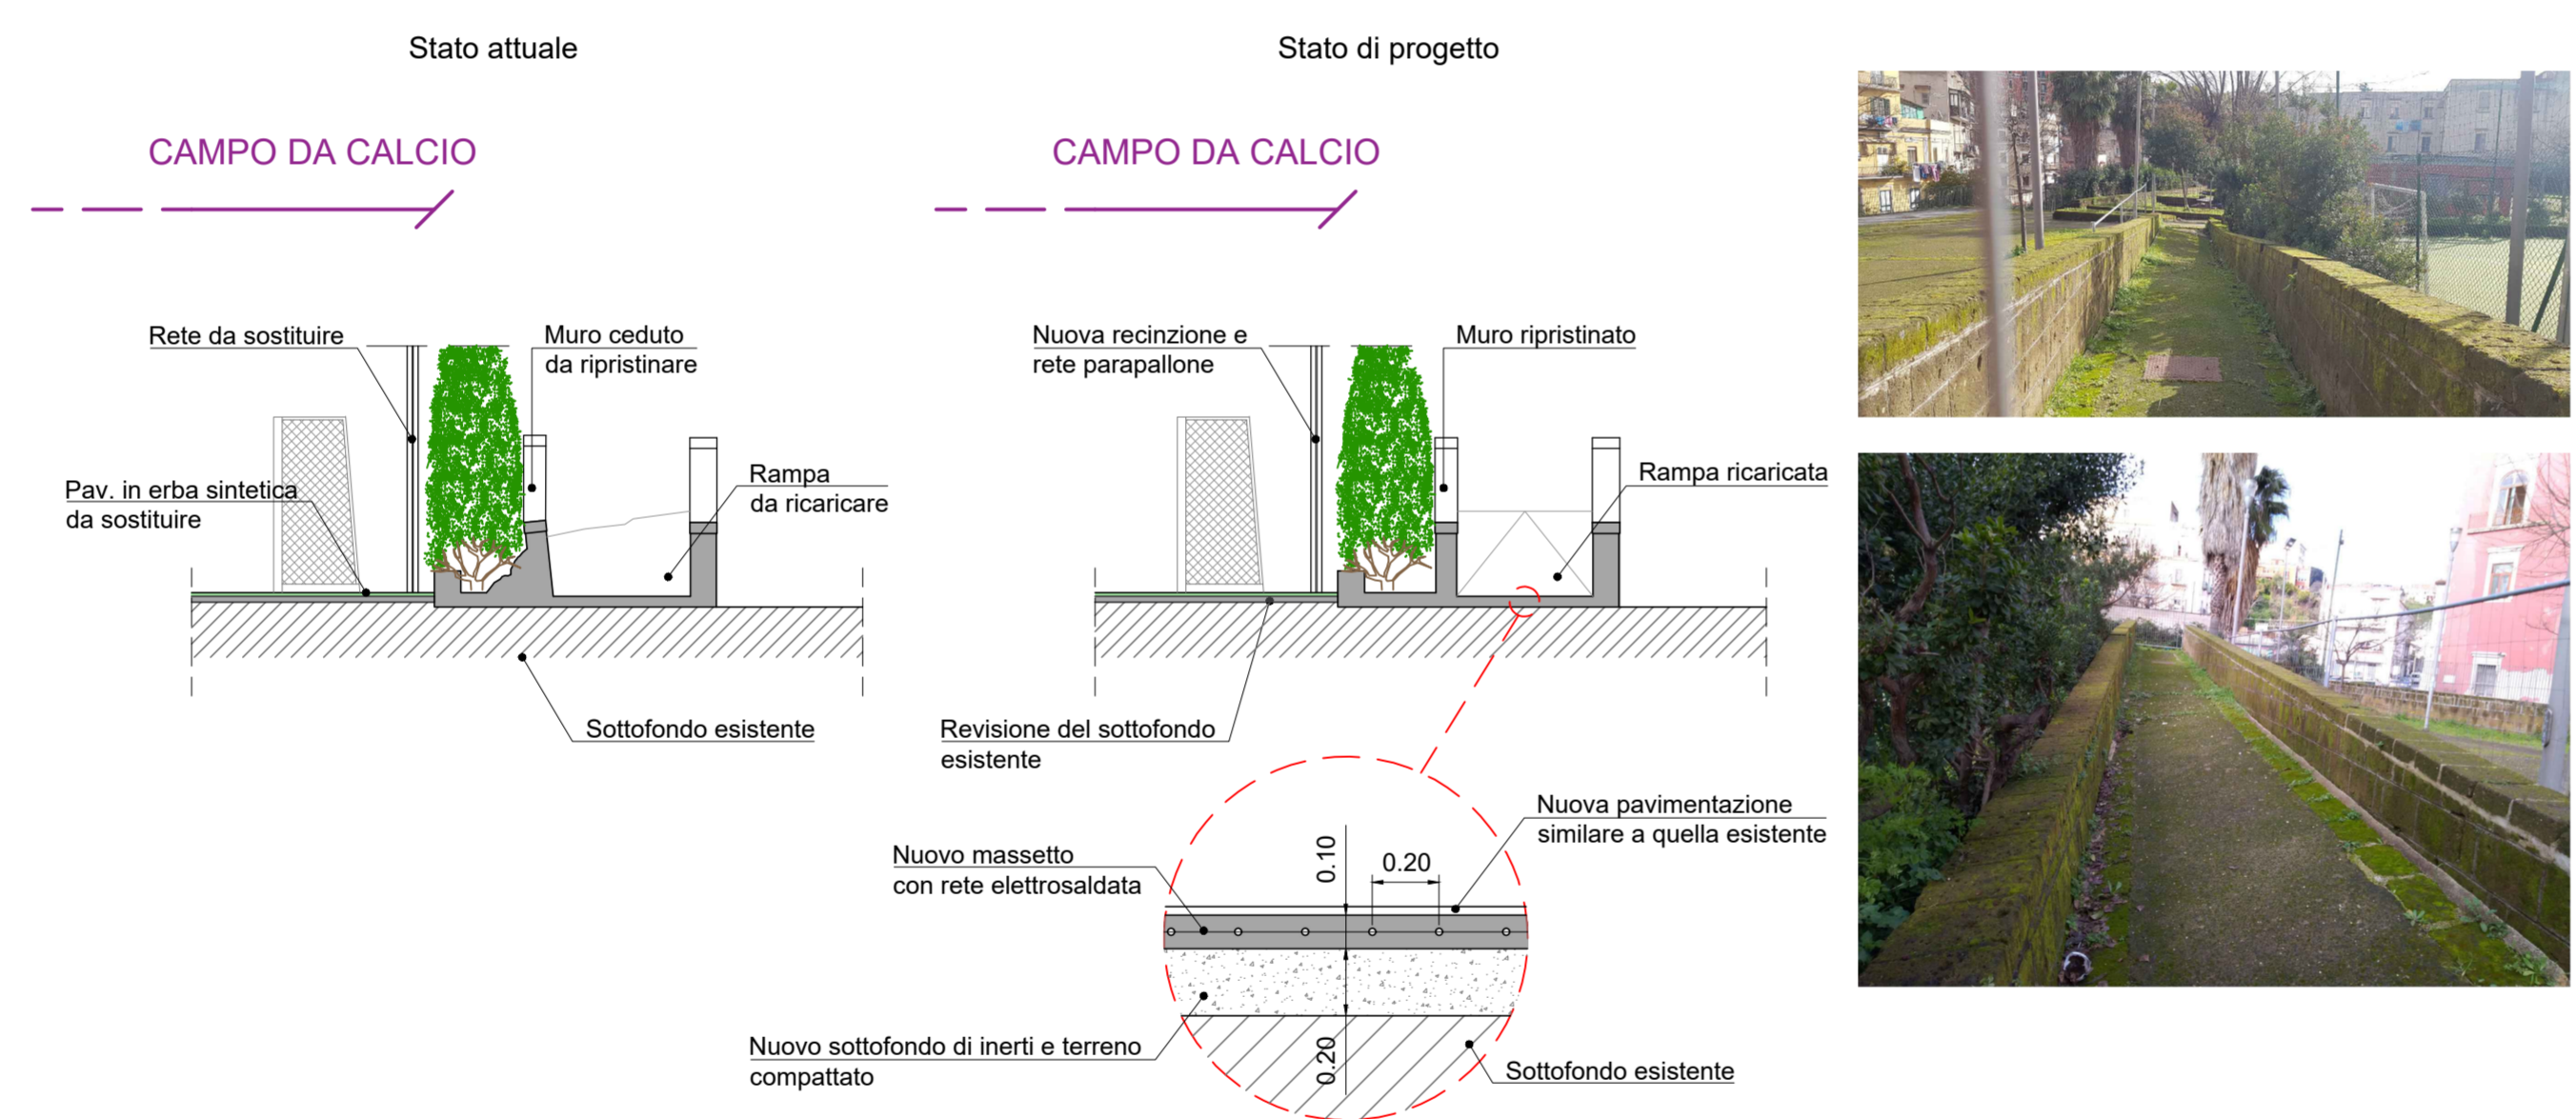 Stato attuale
CAMPO DA CALCIO
Rete da sostituire
Muro ceduto
da ripristinare
Pav. in erba sintetica
da sostituire
Rampa
da ricaricare
Sottofondo esistente
Stato di progetto
CAMPO DA CALCIO
Nuova recinzione e
rete parapallone
Muro ripristinato
Rampa ricaricata
Revisione del sottofondo
esistente
Nuova pavimentazione
similare a quella esistente
Nuovo massetto
con rete elettrosaldata
0.10
0.20
0.20
Nuovo sottofondo di inerti e terreno
compattato
Sottofondo esistente